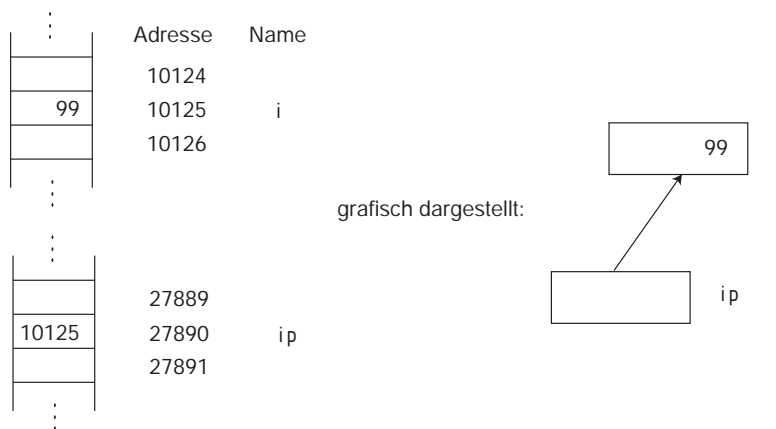 Adresse Name
10124
99 10125 i
10126
99
grafisch dargestellt:
27889
ip
10125 27890 ip
27891